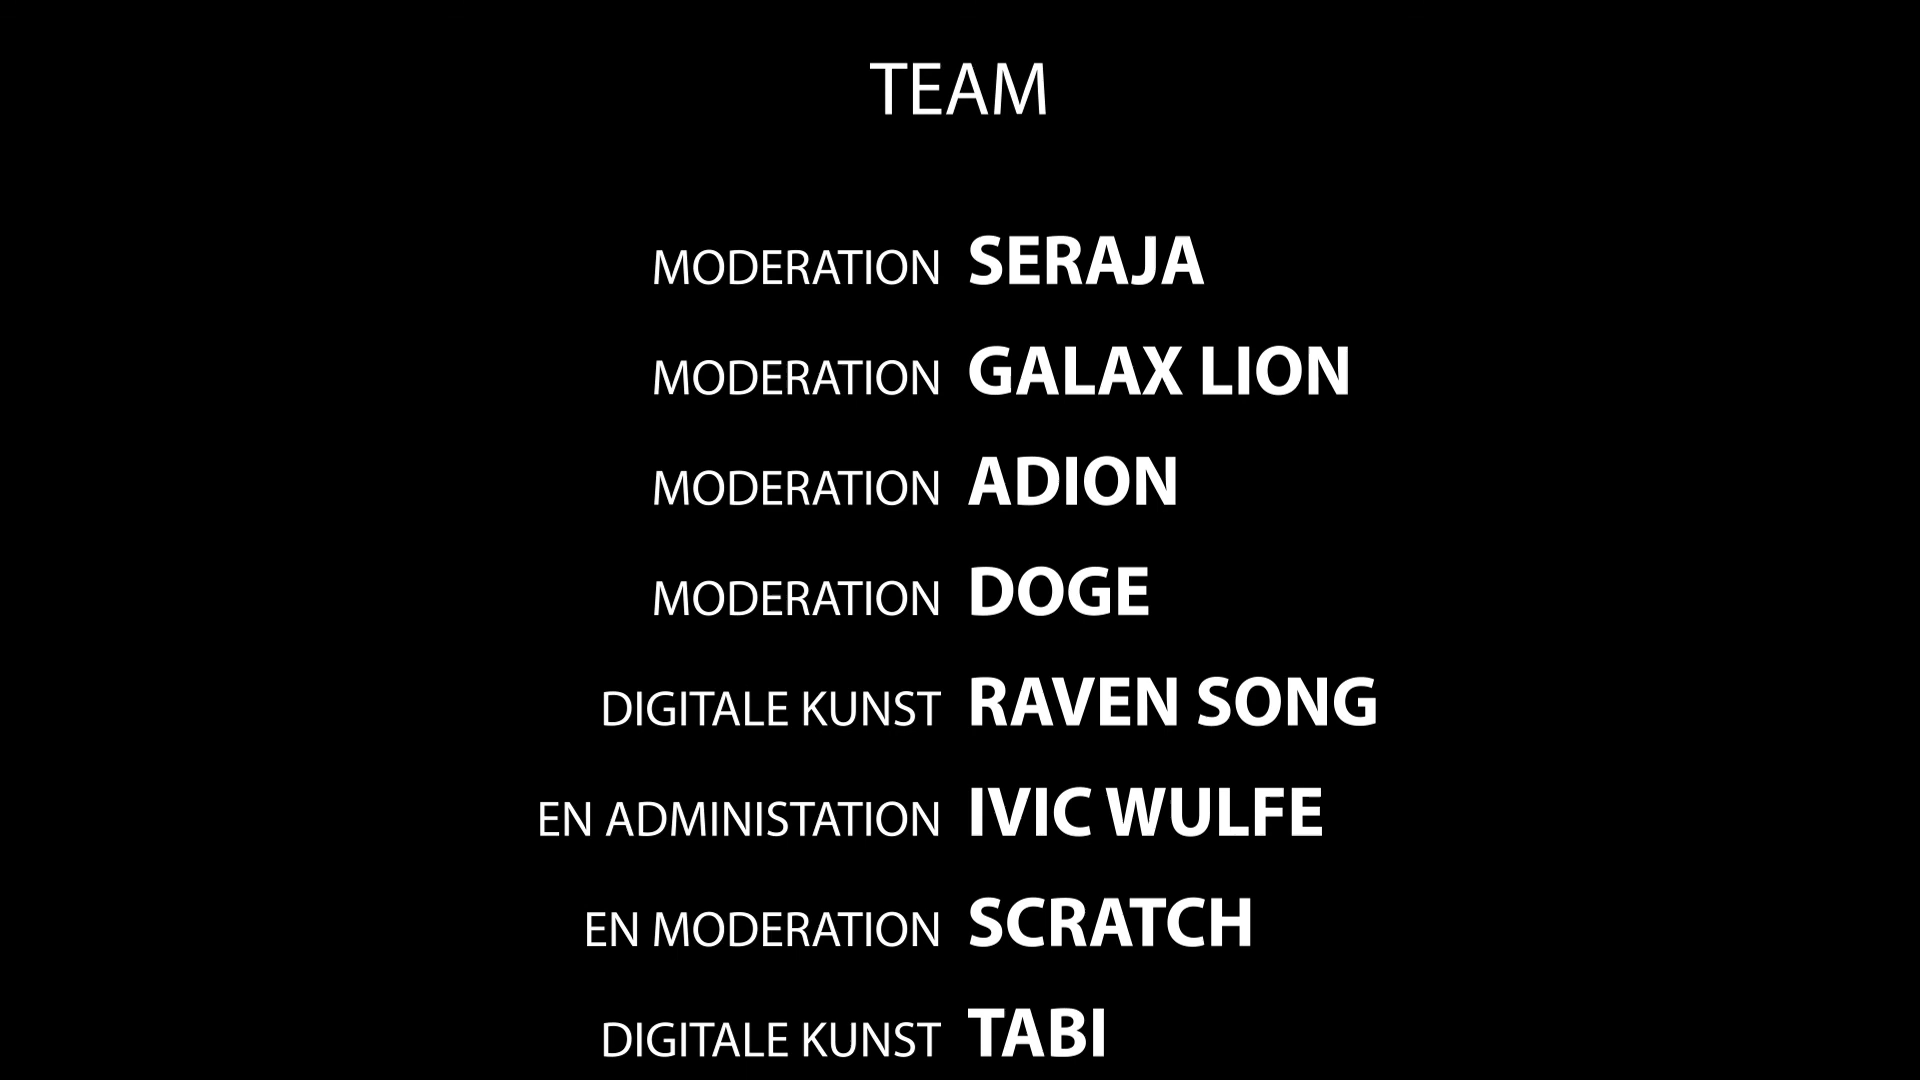 TEAM
MODERATION SERAJA
MODERATION GALAX LION
MODERATION ADION
MODERATION DOGE
DIGITALE KUNST RAVEN SONG
EN ADMINISTATION IVIC WULFE
EN MODERATION SCRATCH
DIGITALE KUNST TABI